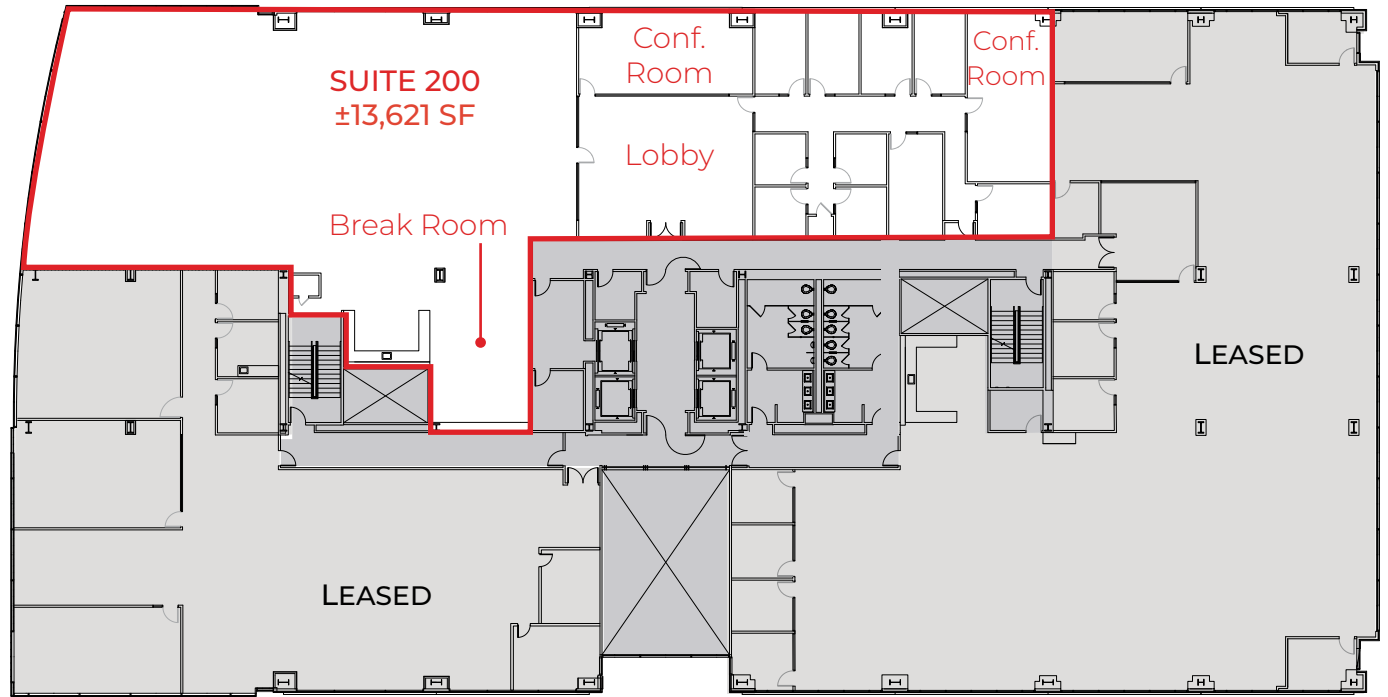 SUITE 200
±13,621 SF
Conf.
Room
Conf.
Room
Lobby
Break Room
LEASED
LEASED